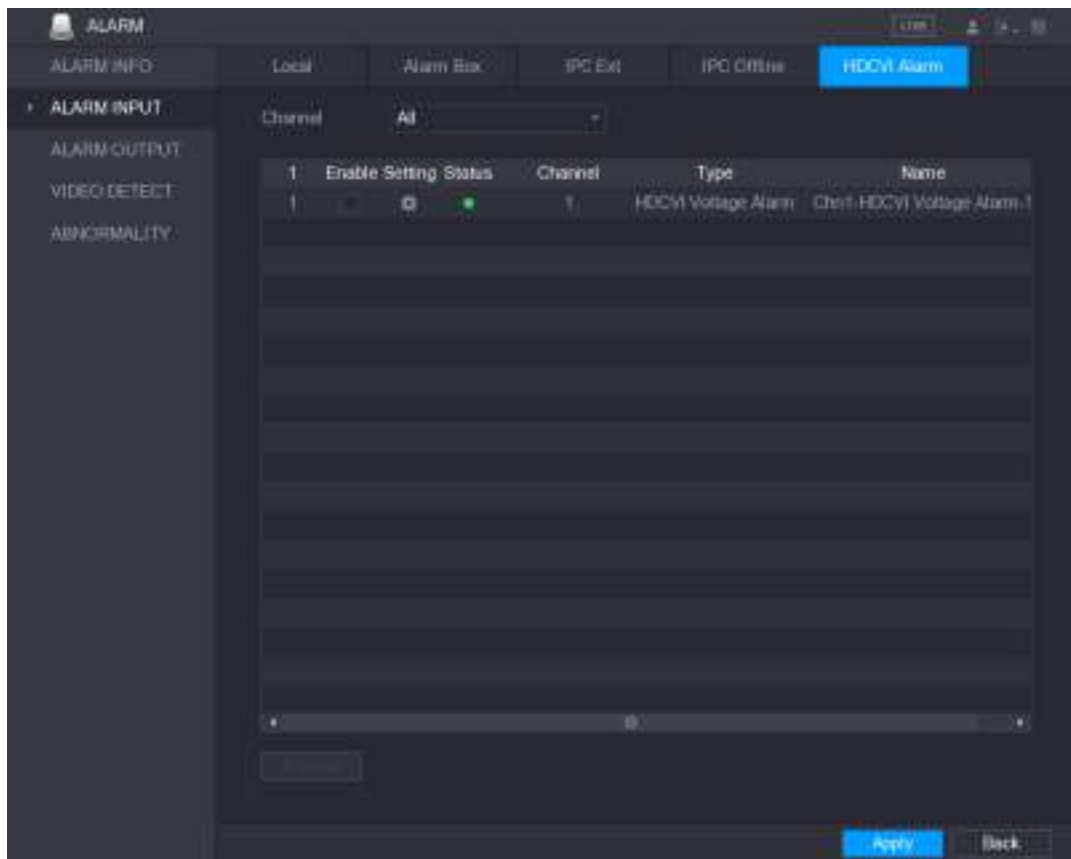 ALARM LIVE
ALARM INFO
ALARM INPUT
ALARM OUTPUT
VIDEO DETECT
ABNORMALITY
Local Alarm Box IPC Ext IPC Offline HDCVI Alarm
Channel All
1 Enable Setting Status Channel Type Name
1 1 HDCVI Voltage Alarm Chn1-HDCVI Voltage Alarm-1
Apply Back